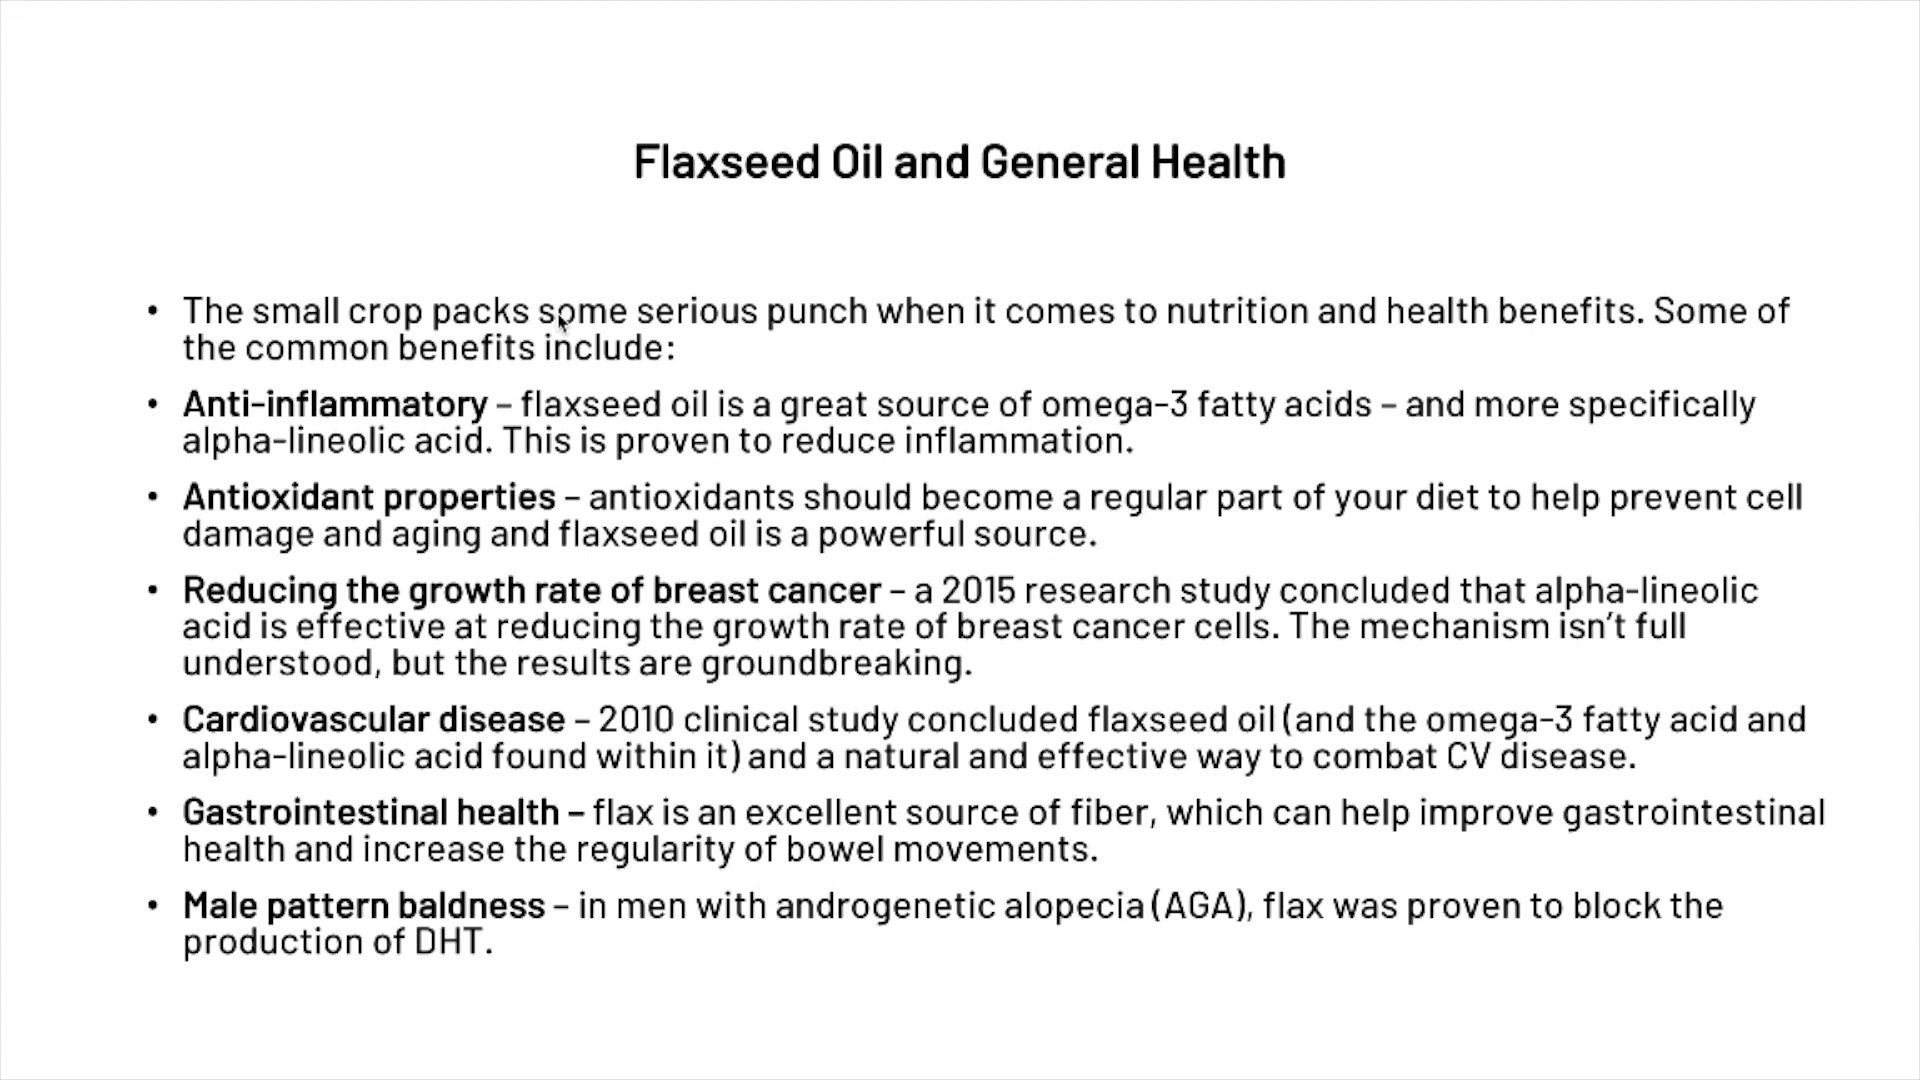 Flaxseed Oil and General Health
• The small crop packs some serious punch when it comes to nutrition and health benefits. Some of
the common benefits include:
• Anti-inflammatory – flaxseed oil is a great source of omega-3 fatty acids – and more specifically
alpha-lineolic acid. This is proven to reduce inflammation.
• Antioxidant properties – antioxidants should become a regular part of your diet to help prevent cell
damage and aging and flaxseed oil is a powerful source.
• Reducing the growth rate of breast cancer – a 2015 research study concluded that alpha-lineolic
acid is effective at reducing the growth rate of breast cancer cells. The mechanism isn’t full
understood, but the results are groundbreaking.
• Cardiovascular disease – 2010 clinical study concluded flaxseed oil (and the omega-3 fatty acid and
alpha-lineolic acid found within it) and a natural and effective way to combat CV disease.
• Gastrointestinal health – flax is an excellent source of fiber, which can help improve gastrointestinal
health and increase the regularity of bowel movements.
• Male pattern baldness – in men with androgenetic alopecia (AGA), flax was proven to block the
production of DHT.